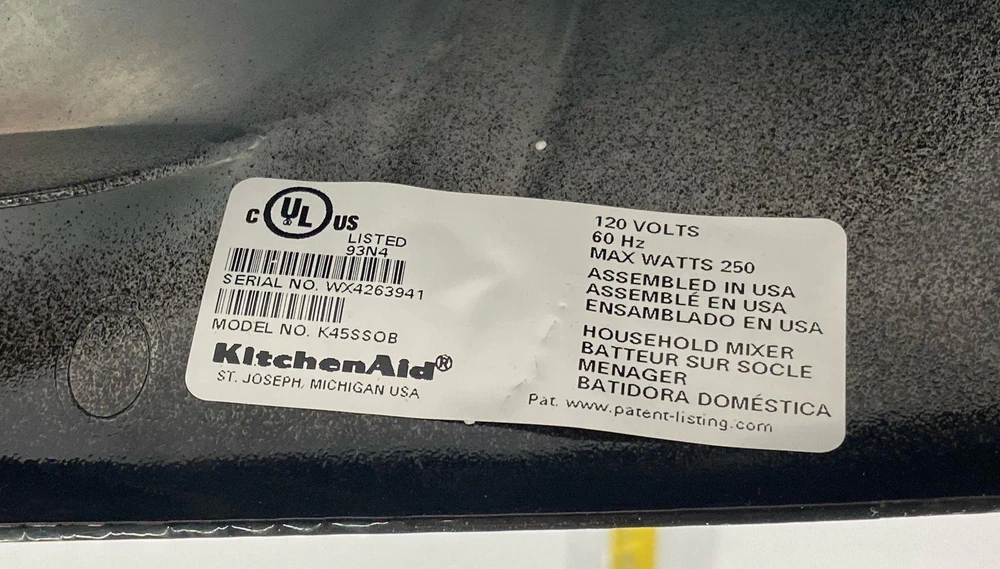 C UL US
LISTED
93N4
SERIAL NO. WX4263941
MODEL NO. K45SSOB
KitchenAid®
ST. JOSEPH, MICHIGAN USA
120 VOLTS
60 Hz
MAX WATTS 250
ASSEMBLED IN USA
ASSEMBLÉ EN USA
ENSAMBLADO EN USA
HOUSEHOLD MIXER
BATTEUR SUR SOCLE
MENAGER
BATIDORA DOMÉSTICA
Pat. www.patent-listing.com